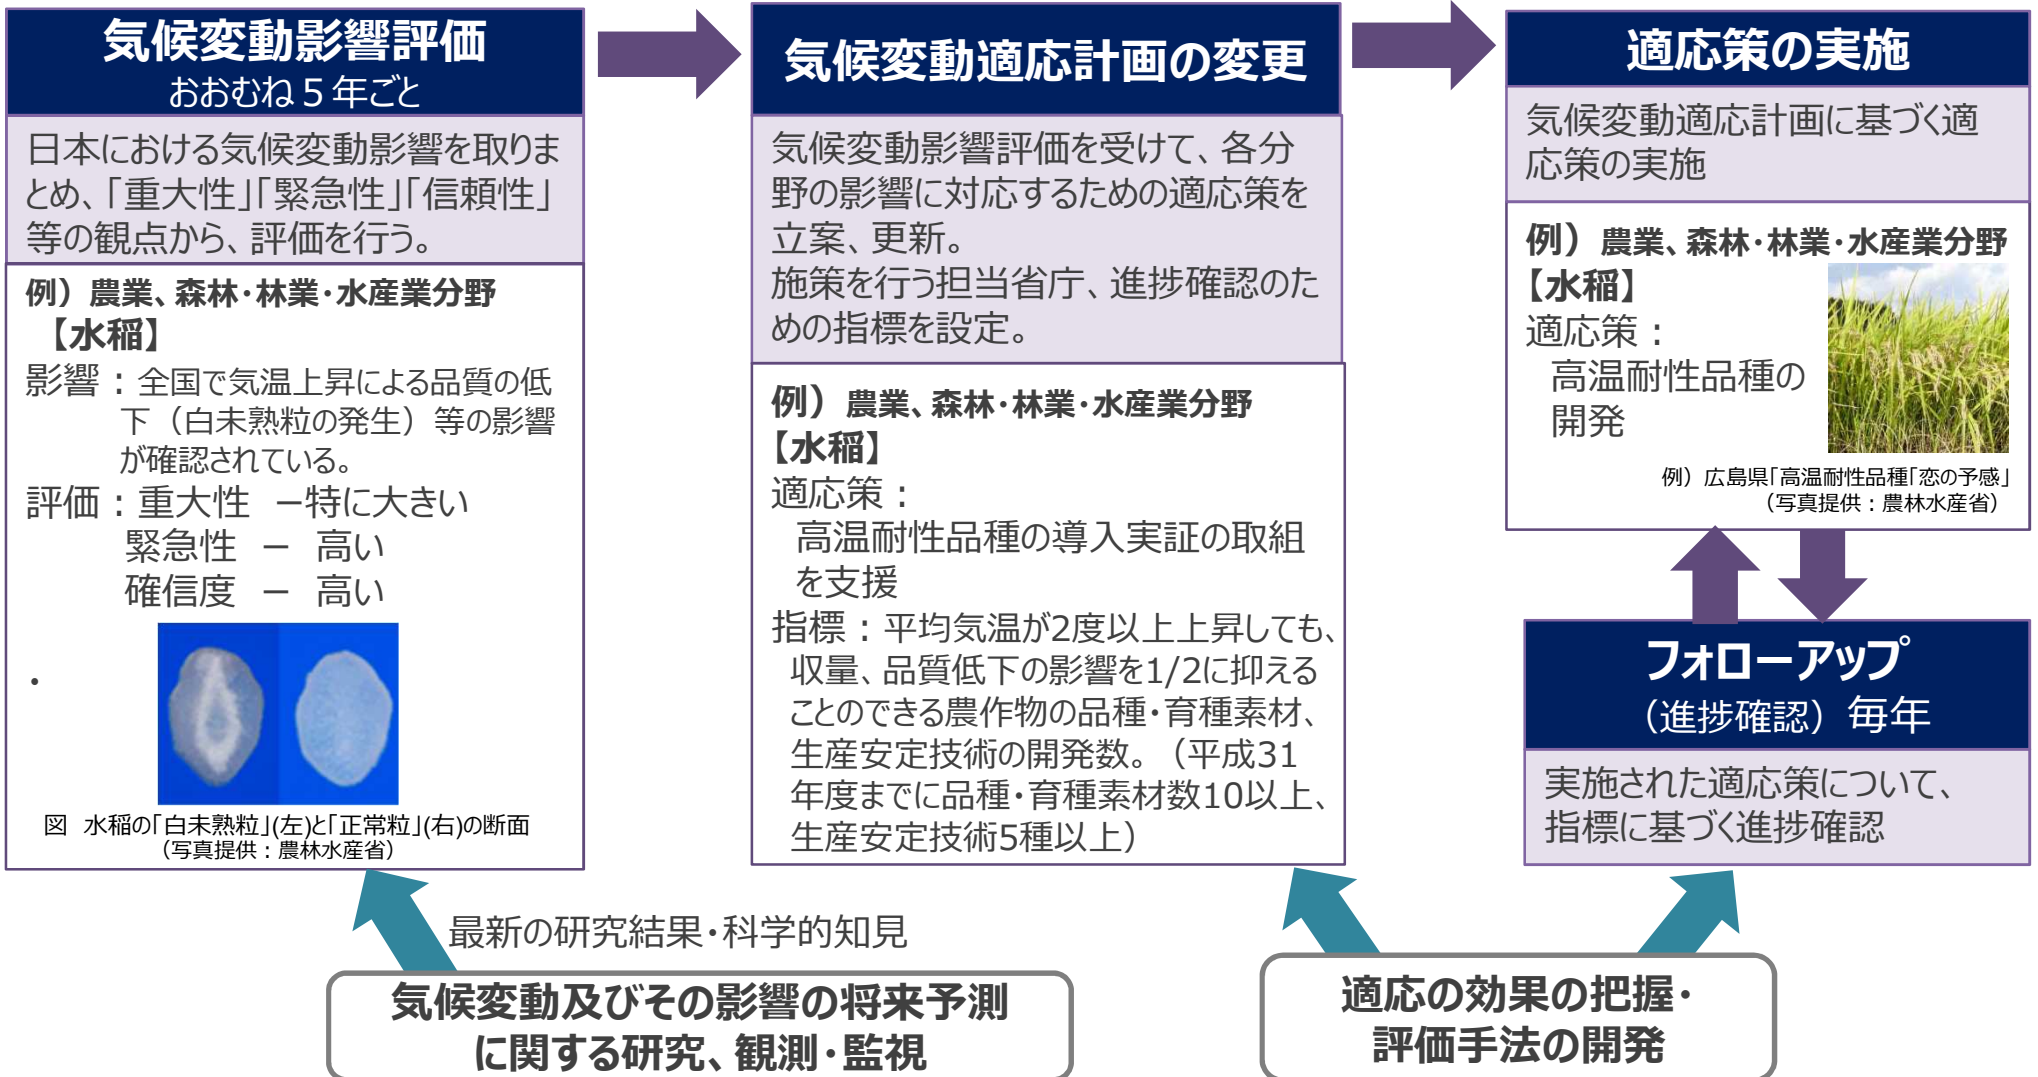 気候変動影響評価
おおむね５年ごと
日本における気候変動影響を取りま
とめ、「重大性」「緊急性」「信頼性」
等の観点から、評価を行う。
例）農業、森林・林業・水産業分野
【水稲】
影響：全国で気温上昇による品質の低
下（白未熟粒の発生）等の影響
が確認されている。
評価：重大性　－特に大きい
緊急性　－　高い
確信度　－　高い
・
図　水稲の「白未熟粒」(左)と「正常粒」(右)の断面
（写真提供：農林水産省）
気候変動適応計画の変更
気候変動影響評価を受けて、各分
野の影響に対応するための適応策を
立案、更新。
施策を行う担当省庁、進捗確認のた
めの指標を設定。
例）農業、森林・林業・水産業分野
【水稲】
適応策：
高温耐性品種の導入実証の取組
を支援
指標：平均気温が2度以上上昇しても、
収量、品質低下の影響を1/2に抑える
ことのできる農作物の品種・育種素材、
生産安定技術の開発数。（平成31
年度までに品種・育種素材数10以上、
生産安定技術5種以上）
適応策の実施
気候変動適応計画に基づく適
応策の実施
例）農業、森林・林業・水産業分野
【水稲】
適応策：
高温耐性品種の
開発
例）広島県「高温耐性品種「恋の予感」
（写真提供：農林水産省）
フォローアップ
（進捗確認）毎年
実施された適応策について、
指標に基づく進捗確認
最新の研究結果・科学的知見
気候変動及びその影響の将来予測
に関する研究、観測・監視
適応の効果の把握・
評価手法の開発